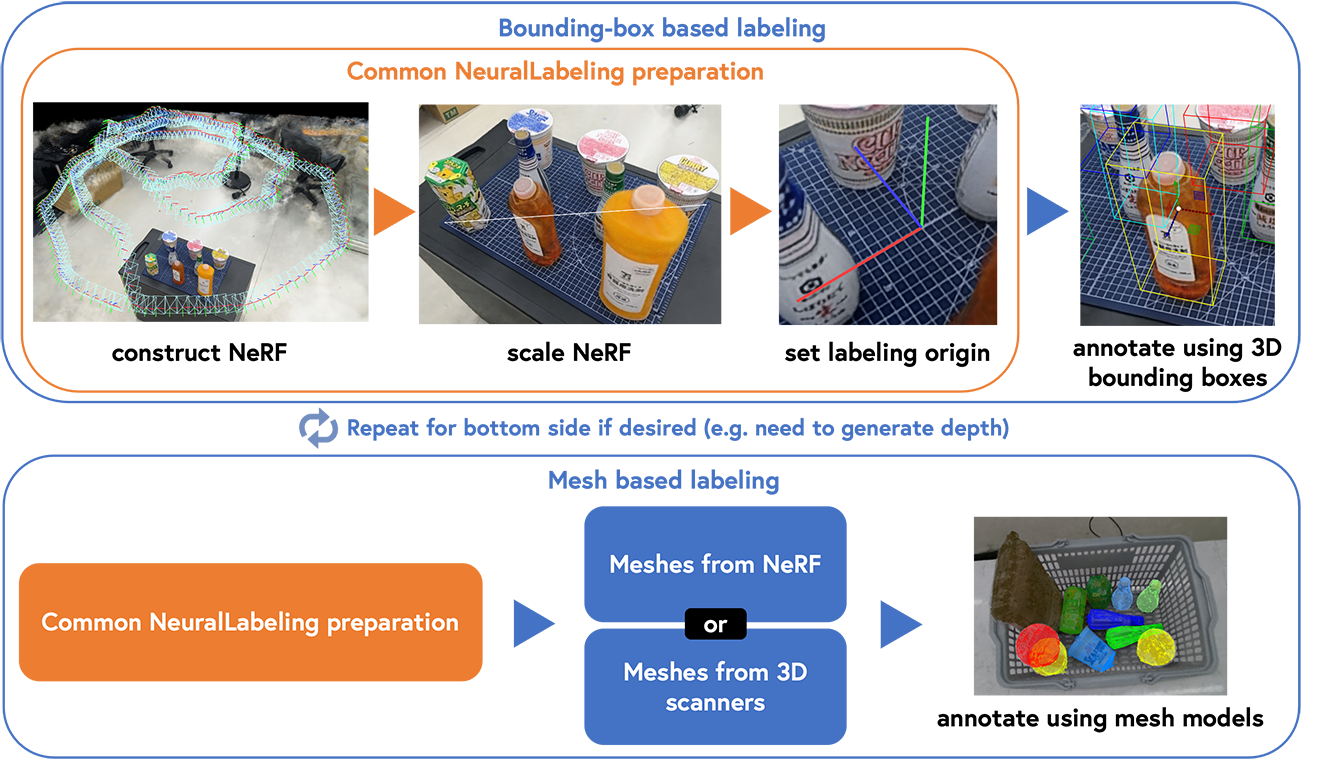 Bounding-box based labeling
Common NeuralLabeling preparation
construct NeRF
scale NeRF
set labeling origin
annotate using 3D
bounding boxes
Repeat for bottom side if desired (e.g. need to generate depth)
Mesh based labeling
Common NeuralLabeling preparation
Meshes from NeRF
or
Meshes from 3D
scanners
annotate using mesh models